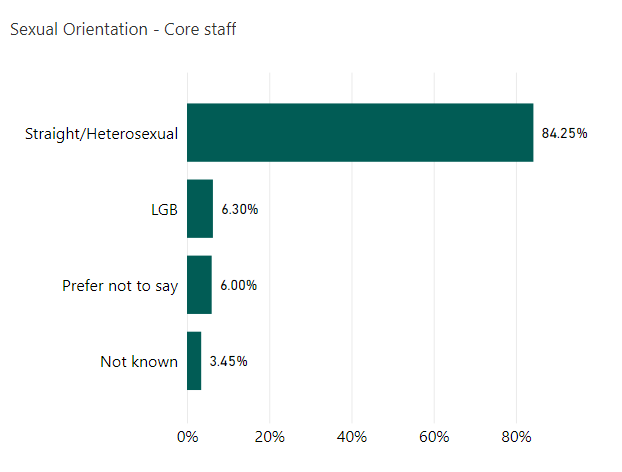 Sexual Orientation - Core staff
Straight/Heterosexual 84.25%
LGB 6.30%
Prefer not to say 6.00%
Not known 3.45%
0% 20% 40% 60% 80%